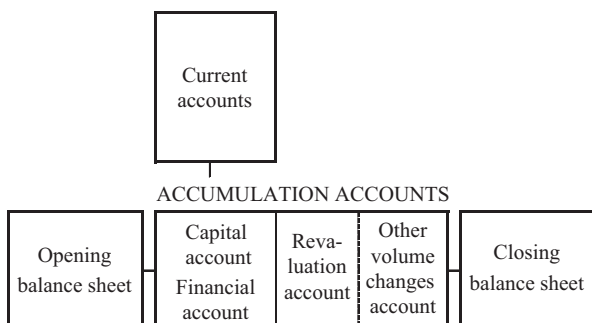 Current
accounts
ACCUMULATION ACCOUNTS
Opening
balance sheet
Capital
account
Financial
account
Reva-
luation
account
Other
volume
changes
account
Closing
balance sheet